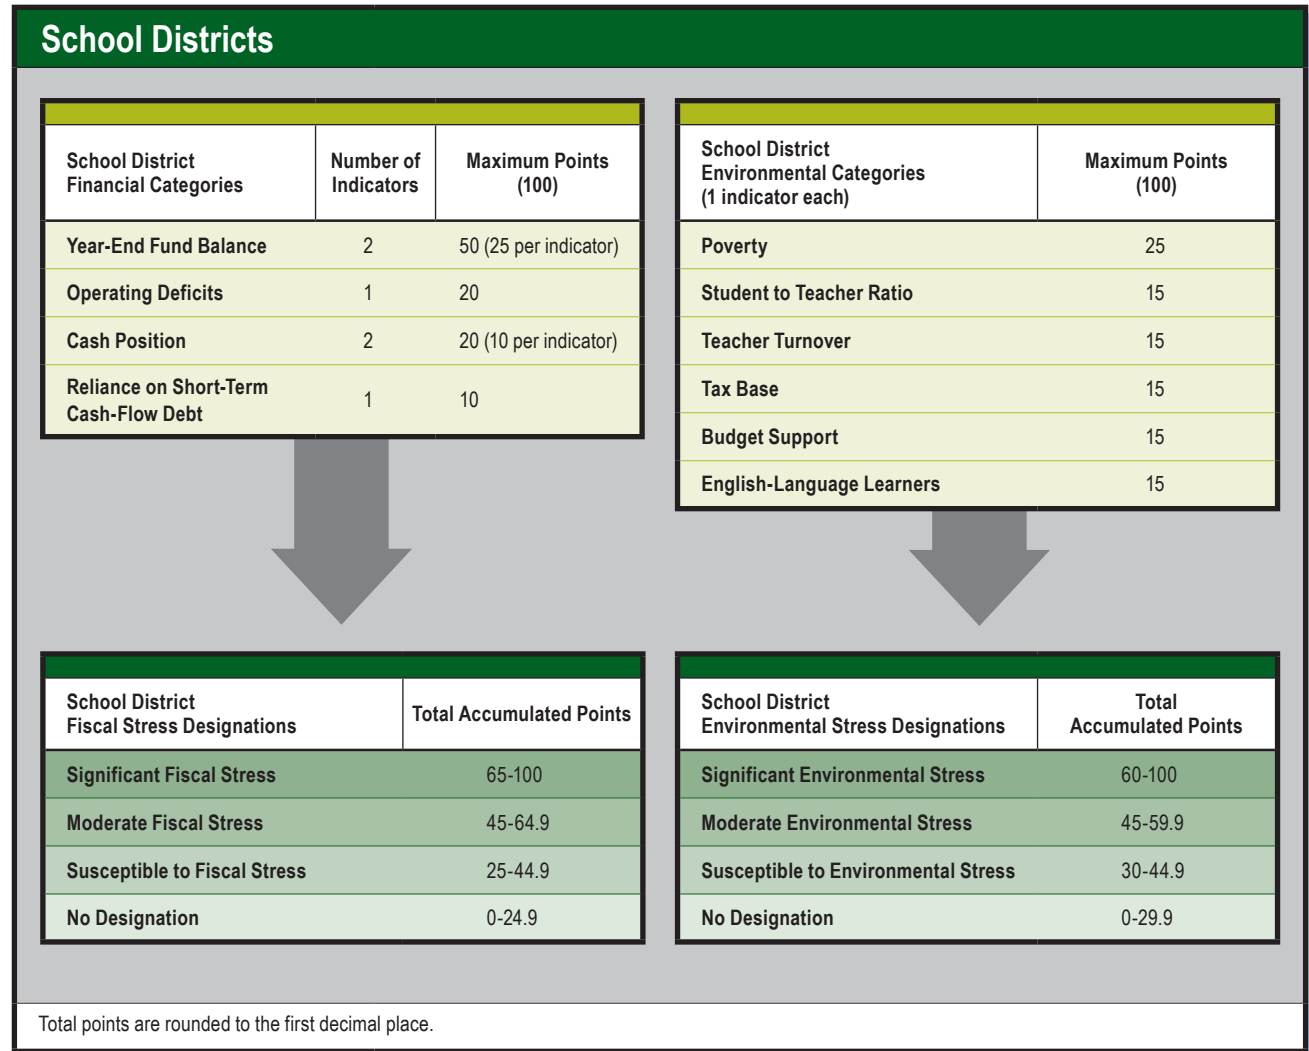 School Districts
School District
Financial Categories
Number of
Indicators
Maximum Points
(100)
Year-End Fund Balance 2 50 (25 per indicator)
Operating Deficits 1 20
Cash Position 2 20 (10 per indicator)
Reliance on Short-Term
Cash-Flow Debt
1 10
School District
Environmental Categories
(1 indicator each)
Maximum Points
(100)
Poverty 25
Student to Teacher Ratio 15
Teacher Turnover 15
Tax Base 15
Budget Support 15
English-Language Learners 15
School District
Fiscal Stress Designations
Total Accumulated Points
Significant Fiscal Stress 65-100
Moderate Fiscal Stress 45-64.9
Susceptible to Fiscal Stress 25-44.9
No Designation 0-24.9
School District
Environmental Stress Designations
Total
Accumulated Points
Significant Environmental Stress 60-100
Moderate Environmental Stress 45-59.9
Susceptible to Environmental Stress 30-44.9
No Designation 0-29.9
Total points are rounded to the first decimal place.